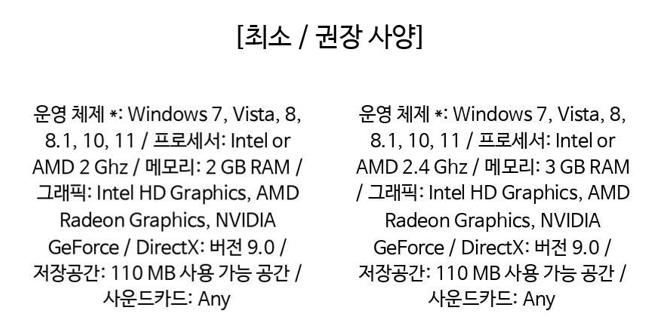 [최소 / 권장 사양]
운영 체제 *: Windows 7, Vista, 8,
8.1, 10, 11 / 프로세서: Intel or
AMD 2 Ghz / 메모리: 2 GB RAM /
그래픽: Intel HD Graphics, AMD
Radeon Graphics, NVIDIA
GeForce / DirectX: 버전 9.0 /
저장공간: 110 MB 사용 가능 공간 /
사운드카드: Any
운영 체제 *: Windows 7, Vista, 8,
8.1, 10, 11 / 프로세서: Intel or
AMD 2.4 Ghz / 메모리: 3 GB RAM
/ 그래픽: Intel HD Graphics, AMD
Radeon Graphics, NVIDIA
GeForce / DirectX: 버전 9.0 /
저장공간: 110 MB 사용 가능 공간 /
사운드카드: Any